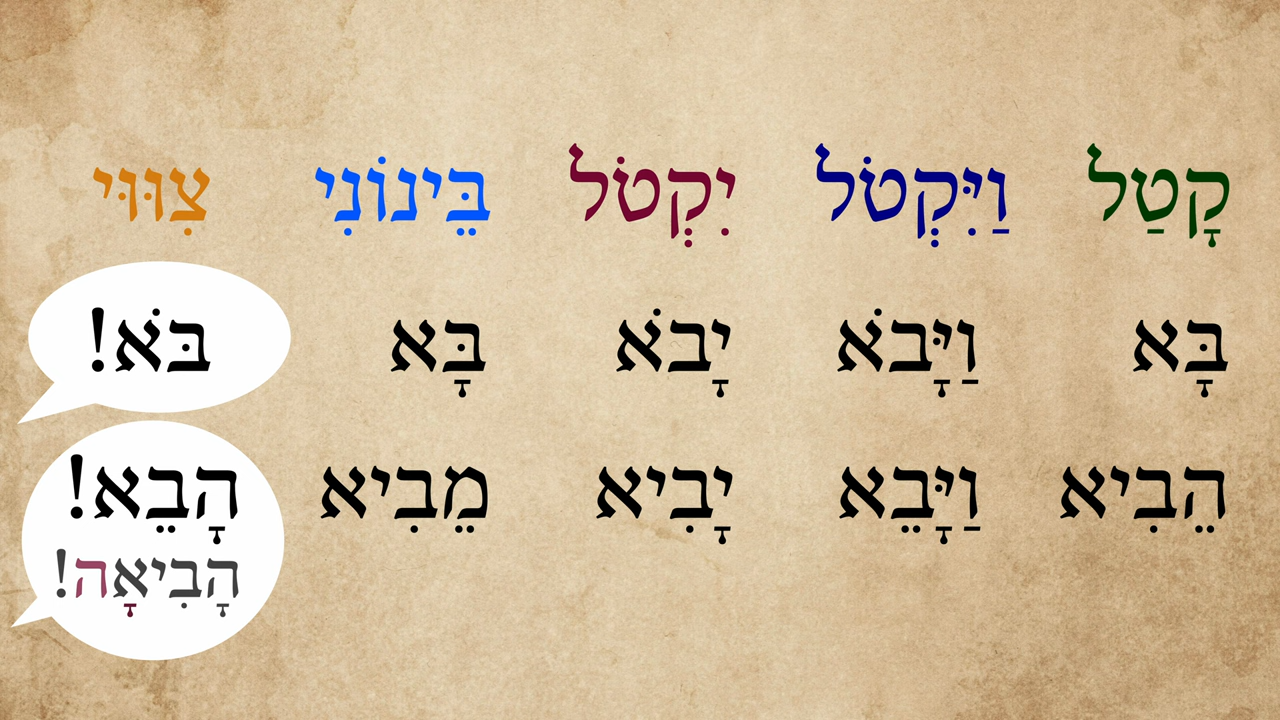 קָטַל וַיִּקְטֹל יִקְטֹל בֵּינוֹנִי צִוּוּי
בָּא וַיָּבֹא יָבֹא בָּא בֹּא!
הֵבִיא וַיָּבֵא יָבִיא מֵבִיא הָבֵא!
הָבִיאָה!